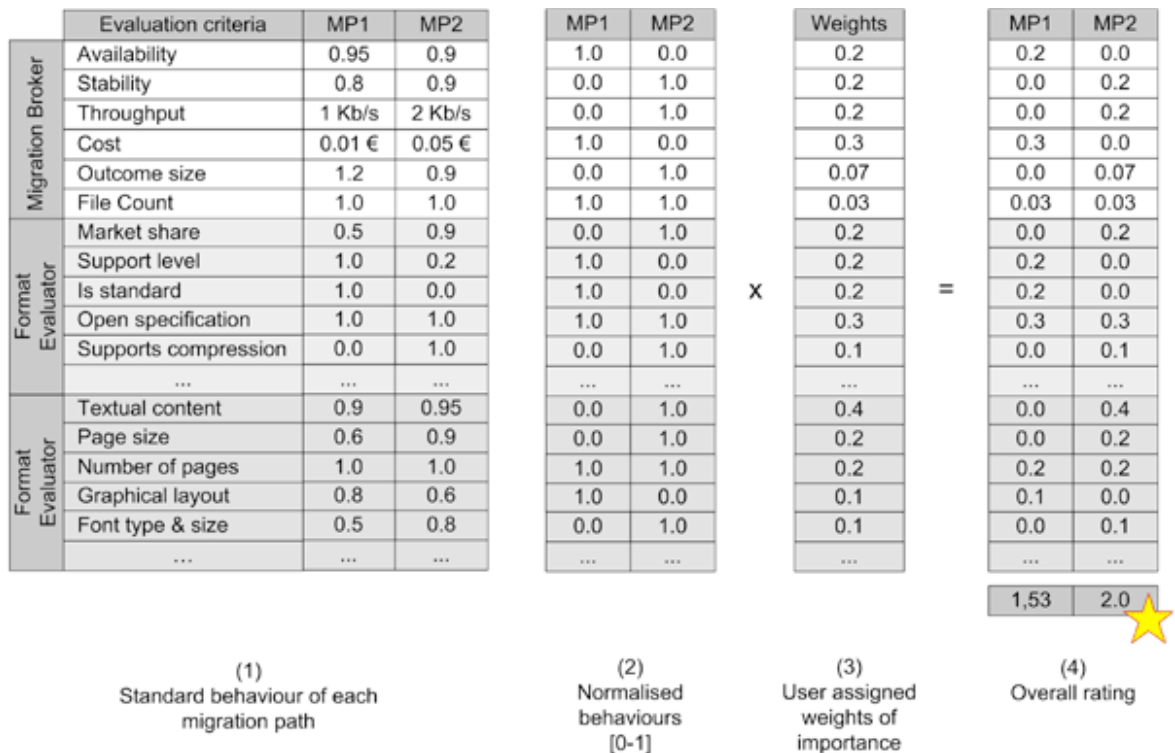 Evaluation criteria MP1 MP2 MP1 MP2 Weights MP1 MP2
Migration Broker
Availability 0.95 0.9 1.0 0.0 0.2 0.2 0.0
Stability 0.8 0.9 0.0 1.0 0.2 0.0 0.2
Throughput 1 Kb/s 2 Kb/s 0.0 1.0 0.2 0.0 0.2
Cost 0.01 € 0.05 € 1.0 0.0 0.3 0.3 0.0
Outcome size 1.2 0.9 0.0 1.0 0.07 0.0 0.07
File Count 1.0 1.0 1.0 1.0 0.03 0.03 0.03
Format
Evaluator
Market share 0.5 0.9 0.0 1.0 0.2 0.0 0.2
Support level 1.0 0.2 1.0 0.0 0.2 0.2 0.0
Is standard 1.0 0.0 1.0 0.0 x 0.2 = 0.2 0.0
Open specification 1.0 1.0 1.0 1.0 0.3 0.3 0.3
Supports compression 0.0 1.0 0.0 1.0 0.1 0.0 0.1
... ... ... ... ... ... ... ...
Format
Evaluator
Textual content 0.9 0.95 0.0 1.0 0.4 0.0 0.4
Page size 0.6 0.9 0.0 1.0 0.2 0.0 0.2
Number of pages 1.0 1.0 1.0 1.0 0.2 0.2 0.2
Graphical layout 0.8 0.6 1.0 0.0 0.1 0.1 0.0
Font type & size 0.5 0.8 0.0 1.0 0.1 0.0 0.1
... ... ... ... ... ... ... ...
1,53 2.0
(1)
Standard behaviour of each
migration path
(2)
Normalised
behaviours
[0-1]
(3)
User assigned
weights of
importance
(4)
Overall rating